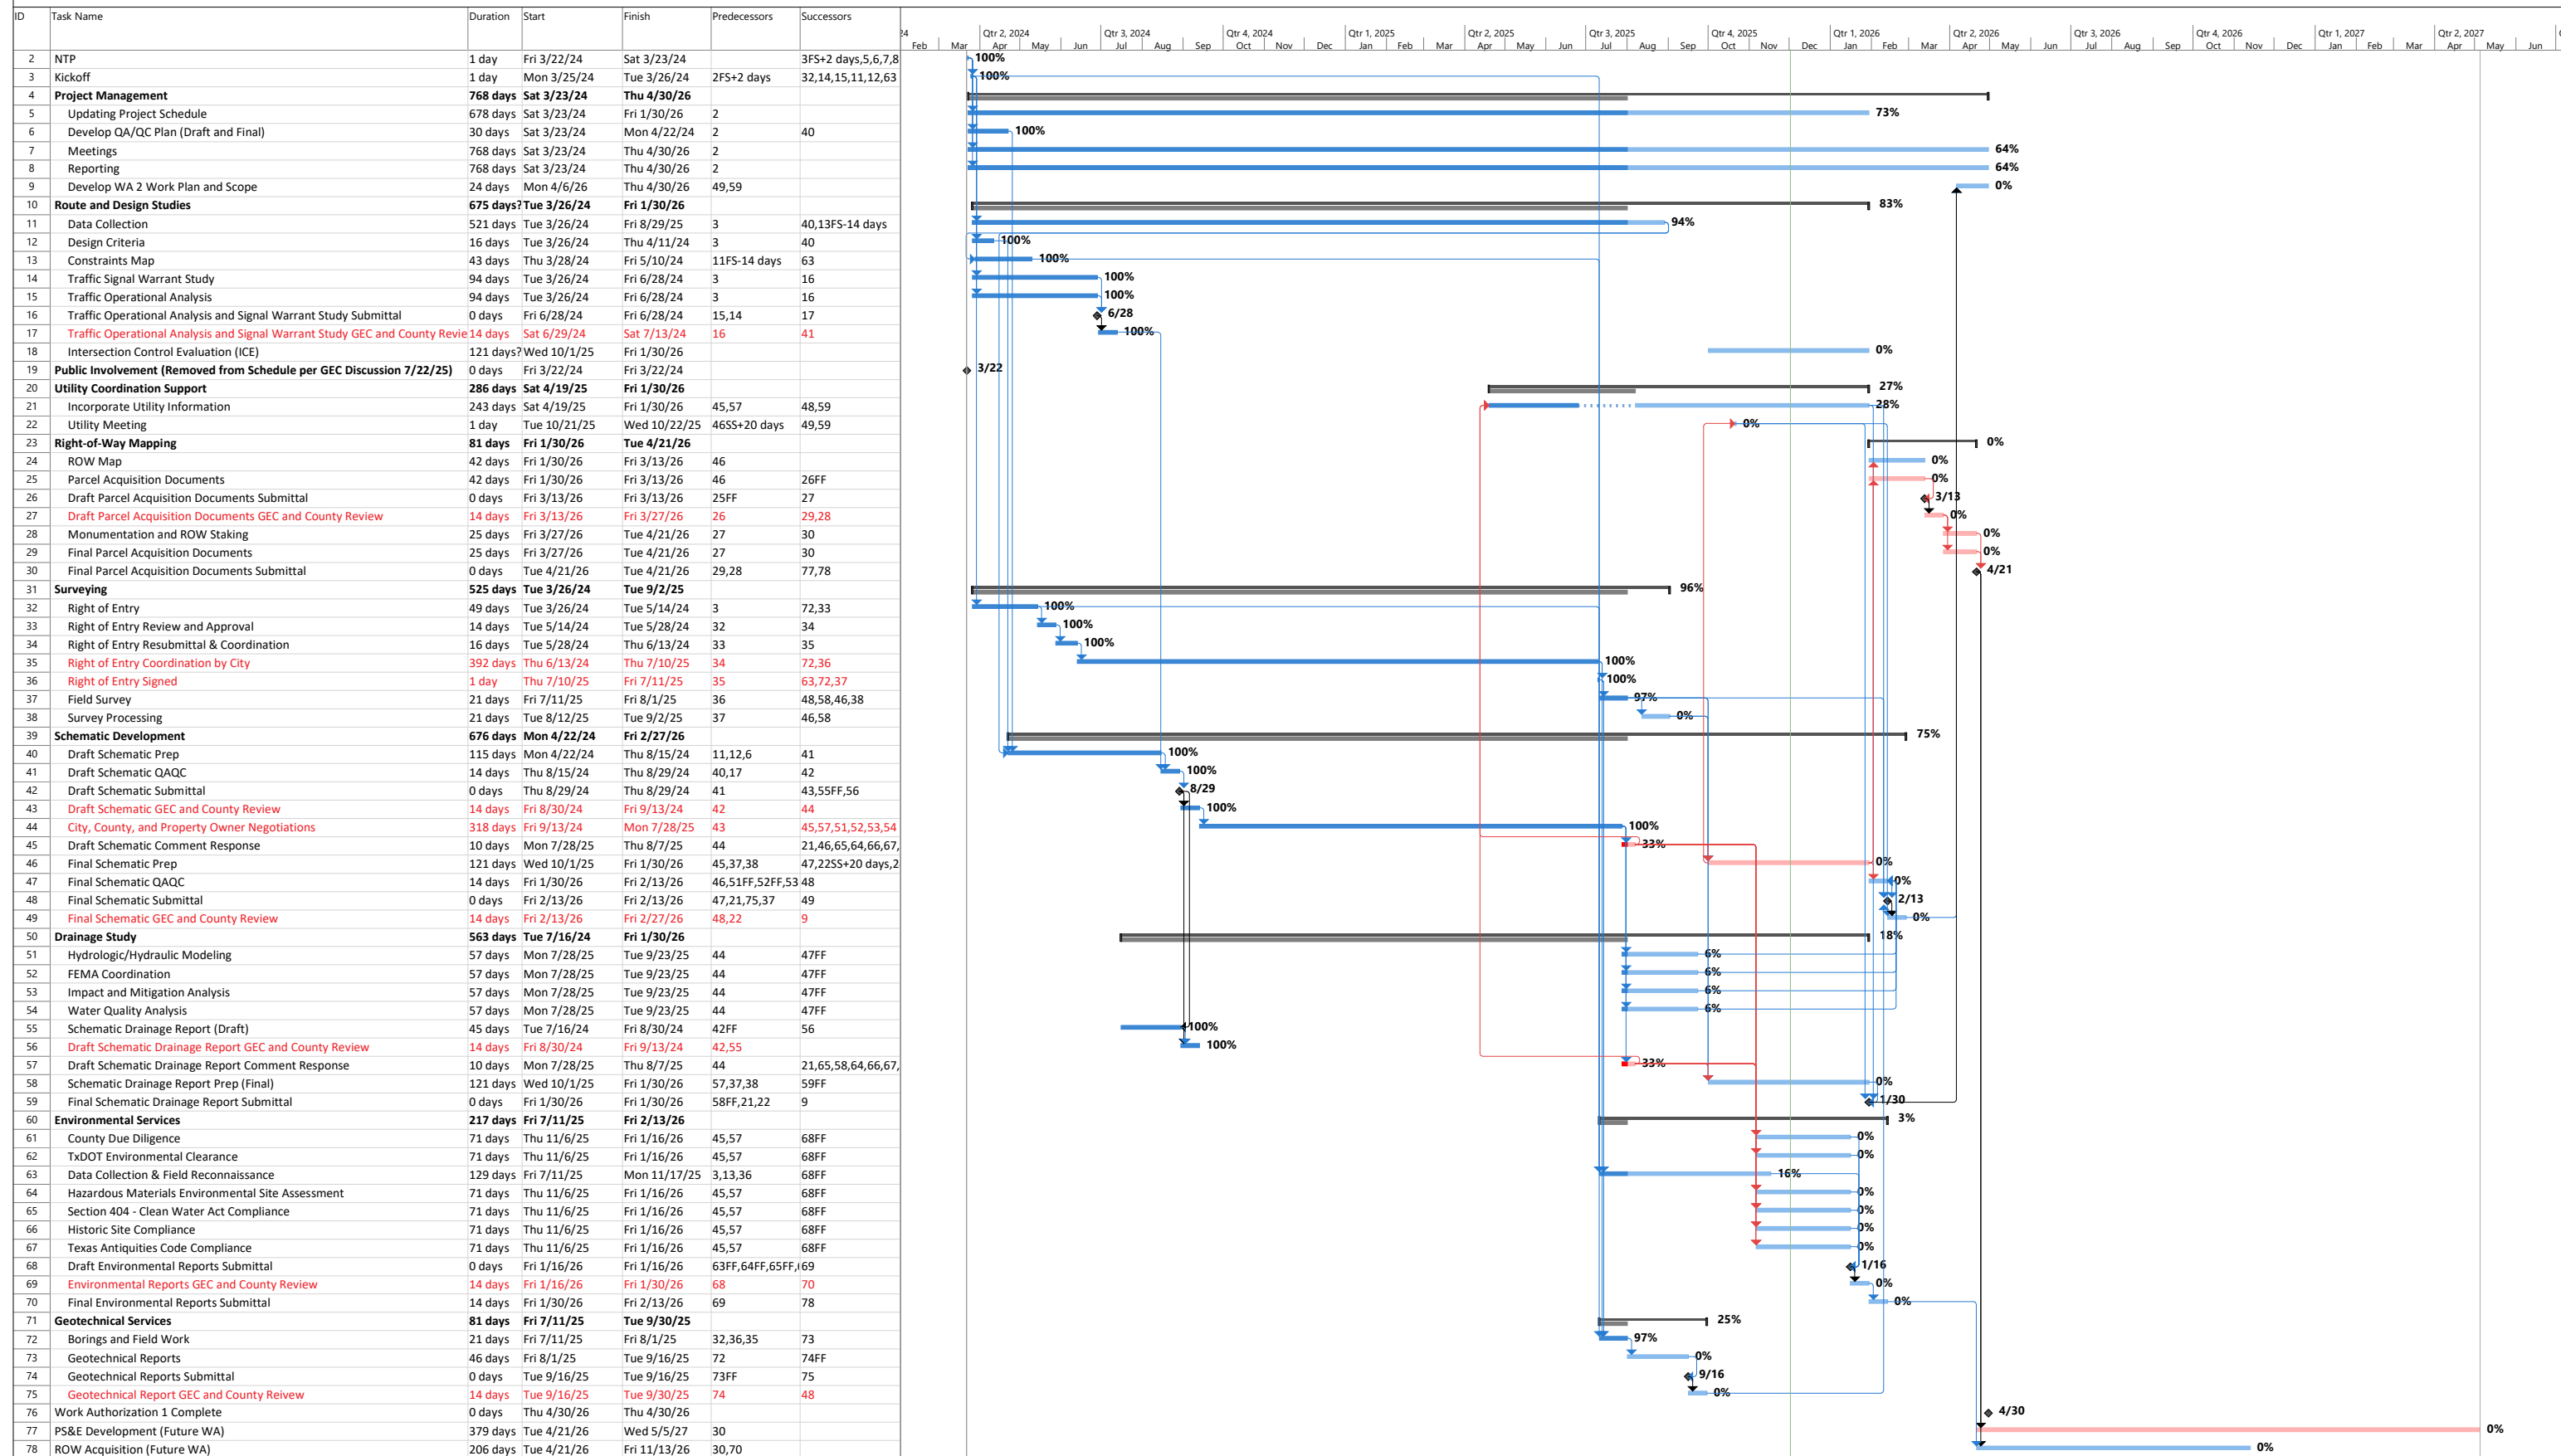 ID Task Name Duration Start Finish Predecessors Successors
24 Qtr 2, 2024 Qtr 3, 2024 Qtr 4, 2024 Qtr 1, 2025 Qtr 2, 2025 Qtr 3, 2025 Qtr 4, 2025 Qtr 1, 2026 Qtr 2, 2026 Qtr 3, 2026 Qtr 4, 2026 Qtr 1, 2027 Qtr 2, 2027
Feb Mar Apr May Jun Jul Aug Sep Oct Nov Dec Jan Feb Mar Apr May Jun Jul Aug Sep Oct Nov Dec Jan Feb Mar Apr May Jun Jul Aug Sep Oct Nov Dec Jan Feb Mar Apr May Jun
2 NTP 1 day Fri 3/22/24 Sat 3/23/24 3FS+2 days,5,6,7,8 100%
3 Kickoff 1 day Mon 3/25/24 Tue 3/26/24 2FS+2 days 32,14,15,11,12,63 100%
4 Project Management 768 days Sat 3/23/24 Thu 4/30/26
5 Updating Project Schedule 678 days Sat 3/23/24 Fri 1/30/26 2 73%
6 Develop QA/QC Plan (Draft and Final) 30 days Sat 3/23/24 Mon 4/22/24 2 40 100%
7 Meetings 768 days Sat 3/23/24 Thu 4/30/26 2 64%
8 Reporting 768 days Sat 3/23/24 Thu 4/30/26 2 64%
9 Develop WA 2 Work Plan and Scope 24 days Mon 4/6/26 Thu 4/30/26 49,59 0%
10 Route and Design Studies 675 days? Tue 3/26/24 Fri 1/30/26 83%
11 Data Collection 521 days Tue 3/26/24 Fri 8/29/25 3 40,13FS-14 days 94%
12 Design Criteria 16 days Tue 3/26/24 Thu 4/11/24 3 40 100%
13 Constraints Map 43 days Thu 3/28/24 Fri 5/10/24 11FS-14 days 63 100%
14 Traffic Signal Warrant Study 94 days Tue 3/26/24 Fri 6/28/24 3 16 100%
15 Traffic Operational Analysis 94 days Tue 3/26/24 Fri 6/28/24 3 16 100%
16 Traffic Operational Analysis and Signal Warrant Study Submittal 0 days Fri 6/28/24 Fri 6/28/24 15,14 17 6/28
17 Traffic Operational Analysis and Signal Warrant Study GEC and County Revie 14 days Sat 6/29/24 Sat 7/13/24 16 41 100%
18 Intersection Control Evaluation (ICE) 121 days? Wed 10/1/25 Fri 1/30/26 0%
19 Public Involvement (Removed from Schedule per GEC Discussion 7/22/25) 0 days Fri 3/22/24 Fri 3/22/24 3/22
20 Utility Coordination Support 286 days Sat 4/19/25 Fri 1/30/26 27%
21 Incorporate Utility Information 243 days Sat 4/19/25 Fri 1/30/26 45,57 48,59 28%
22 Utility Meeting 1 day Tue 10/21/25 Wed 10/22/25 46SS+20 days 49,59 0%
23 Right-of-Way Mapping 81 days Fri 1/30/26 Tue 4/21/26 0%
24 ROW Map 42 days Fri 1/30/26 Fri 3/13/26 46 0%
25 Parcel Acquisition Documents 42 days Fri 1/30/26 Fri 3/13/26 46 26FF 0%
26 Draft Parcel Acquisition Documents Submittal 0 days Fri 3/13/26 Fri 3/13/26 25FF 27 3/13
27 Draft Parcel Acquisition Documents GEC and County Review 14 days Fri 3/13/26 Fri 3/27/26 26 29,28 0%
28 Monumentation and ROW Staking 25 days Fri 3/27/26 Tue 4/21/26 27 30 0%
29 Final Parcel Acquisition Documents 25 days Fri 3/27/26 Tue 4/21/26 27 30 0%
30 Final Parcel Acquisition Documents Submittal 0 days Tue 4/21/26 Tue 4/21/26 29,28 77,78 4/21
31 Surveying 525 days Tue 3/26/24 Tue 9/2/25 96%
32 Right of Entry 49 days Tue 3/26/24 Tue 5/14/24 3 72,33 100%
33 Right of Entry Review and Approval 14 days Tue 5/14/24 Tue 5/28/24 32 34 100%
34 Right of Entry Resubmittal & Coordination 16 days Tue 5/28/24 Thu 6/13/24 33 35 100%
35 Right of Entry Coordination by City 392 days Thu 6/13/24 Thu 7/10/25 34 72,36 100%
36 Right of Entry Signed 1 day Thu 7/10/25 Fri 7/11/25 35 63,72,37 100%
37 Field Survey 21 days Fri 7/11/25 Fri 8/1/25 36 48,58,46,38 97%
38 Survey Processing 21 days Tue 8/12/25 Tue 9/2/25 37 46,58 0%
39 Schematic Development 676 days Mon 4/22/24 Fri 2/27/26 75%
40 Draft Schematic Prep 115 days Mon 4/22/24 Thu 8/15/24 11,12,6 41 100%
41 Draft Schematic QAQC 14 days Thu 8/15/24 Thu 8/29/24 40,17 42 100%
42 Draft Schematic Submittal 0 days Thu 8/29/24 Thu 8/29/24 41 43,55FF,56 8/29
43 Draft Schematic GEC and County Review 14 days Fri 8/30/24 Fri 9/13/24 42 44 100%
44 City, County, and Property Owner Negotiations 318 days Fri 9/13/24 Mon 7/28/25 43 45,57,51,52,53,54 100%
45 Draft Schematic Comment Response 10 days Mon 7/28/25 Thu 8/7/25 44 21,46,65,64,66,67, 33%
46 Final Schematic Prep 121 days Wed 10/1/25 Fri 1/30/26 45,37,38 47,22SS+20 days,2 0%
47 Final Schematic QAQC 14 days Fri 1/30/26 Fri 2/13/26 46,51FF,52FF,53 48 0%
48 Final Schematic Submittal 0 days Fri 2/13/26 Fri 2/13/26 47,21,75,37 49 2/13
49 Final Schematic GEC and County Review 14 days Fri 2/13/26 Fri 2/27/26 48,22 9 0%
50 Drainage Study 563 days Tue 7/16/24 Fri 1/30/26 18%
51 Hydrologic/Hydraulic Modeling 57 days Mon 7/28/25 Tue 9/23/25 44 47FF 6%
52 FEMA Coordination 57 days Mon 7/28/25 Tue 9/23/25 44 47FF 6%
53 Impact and Mitigation Analysis 57 days Mon 7/28/25 Tue 9/23/25 44 47FF 6%
54 Water Quality Analysis 57 days Mon 7/28/25 Tue 9/23/25 44 47FF 6%
55 Schematic Drainage Report (Draft) 45 days Tue 7/16/24 Fri 8/30/24 42FF 56 100%
56 Draft Schematic Drainage Report GEC and County Review 14 days Fri 8/30/24 Fri 9/13/24 42,55 100%
57 Draft Schematic Drainage Report Comment Response 10 days Mon 7/28/25 Thu 8/7/25 44 21,65,58,64,66,67, 33%
58 Schematic Drainage Report Prep (Final) 121 days Wed 10/1/25 Fri 1/30/26 57,37,38 59FF 0%
59 Final Schematic Drainage Report Submittal 0 days Fri 1/30/26 Fri 1/30/26 58FF,21,22 9 1/30
60 Environmental Services 217 days Fri 7/11/25 Fri 2/13/26 3%
61 County Due Diligence 71 days Thu 11/6/25 Fri 1/16/26 45,57 68FF 0%
62 TxDOT Environmental Clearance 71 days Thu 11/6/25 Fri 1/16/26 45,57 68FF 0%
63 Data Collection & Field Reconnaissance 129 days Fri 7/11/25 Mon 11/17/25 3,13,36 68FF 16%
64 Hazardous Materials Environmental Site Assessment 71 days Thu 11/6/25 Fri 1/16/26 45,57 68FF 0%
65 Section 404 - Clean Water Act Compliance 71 days Thu 11/6/25 Fri 1/16/26 45,57 68FF 0%
66 Historic Site Compliance 71 days Thu 11/6/25 Fri 1/16/26 45,57 68FF 0%
67 Texas Antiquities Code Compliance 71 days Thu 11/6/25 Fri 1/16/26 45,57 68FF 0%
68 Draft Environmental Reports Submittal 0 days Fri 1/16/26 Fri 1/16/26 63FF,64FF,65FF,( 69 1/16
69 Environmental Reports GEC and County Review 14 days Fri 1/16/26 Fri 1/30/26 68 70 0%
70 Final Environmental Reports Submittal 14 days Fri 1/30/26 Fri 2/13/26 69 78 0%
71 Geotechnical Services 81 days Fri 7/11/25 Tue 9/30/25 25%
72 Borings and Field Work 21 days Fri 7/11/25 Fri 8/1/25 32,36,35 73 97%
73 Geotechnical Reports 46 days Fri 8/1/25 Tue 9/16/25 72 74FF 0%
74 Geotechnical Reports Submittal 0 days Tue 9/16/25 Tue 9/16/25 73FF 75 9/16
75 Geotechnical Report GEC and County Reivew 14 days Tue 9/16/25 Tue 9/30/25 74 48 0%
76 Work Authorization 1 Complete 0 days Thu 4/30/26 Thu 4/30/26 4/30
77 PS&E Development (Future WA) 379 days Tue 4/21/26 Wed 5/5/27 30 0%
78 ROW Acquisition (Future WA) 206 days Tue 4/21/26 Fri 11/13/26 30,70 0%